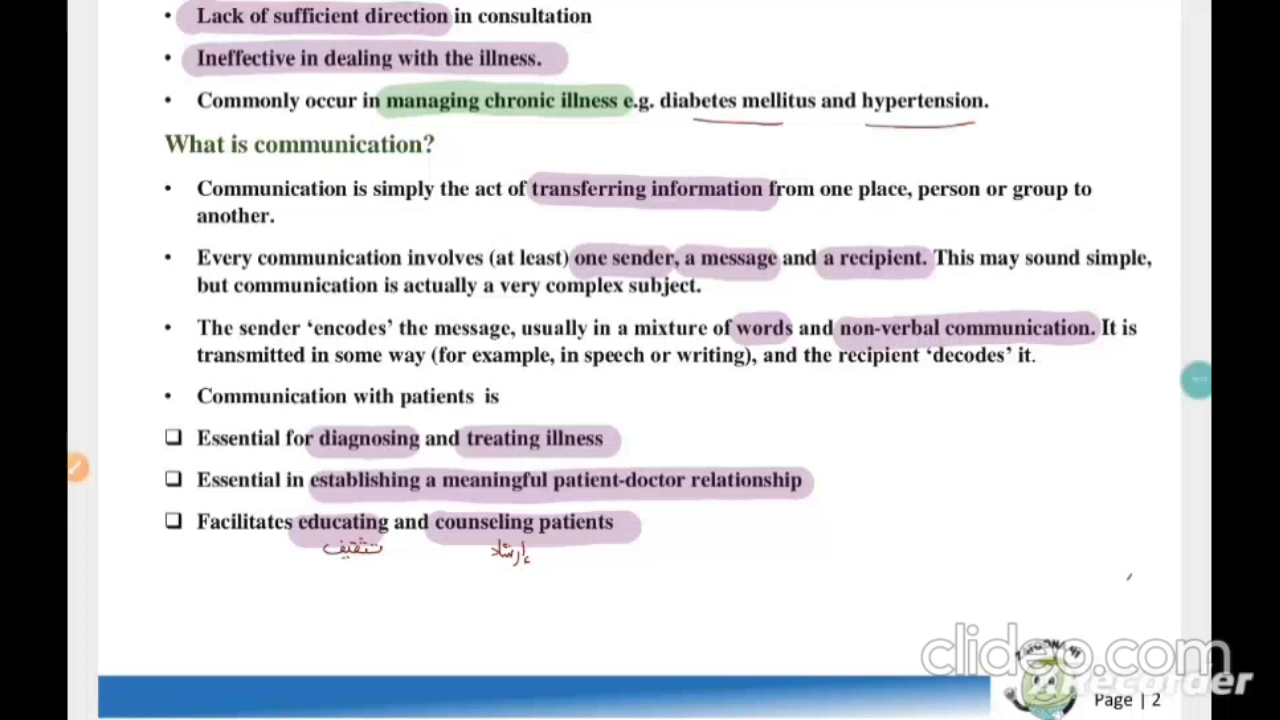 • Lack of sufficient direction in consultation
• Ineffective in dealing with the illness.
• Commonly occur in managing chronic illness e.g. diabetes mellitus and hypertension.
What is communication?
• Communication is simply the act of transferring information from one place, person or group to
another.
• Every communication involves (at least) one sender, a message and a recipient. This may sound simple,
but communication is actually a very complex subject.
• The sender ‘encodes’ the message, usually in a mixture of words and non-verbal communication. It is
transmitted in some way (for example, in speech or writing), and the recipient ‘decodes’ it.
• Communication with patients is
❑ Essential for diagnosing and treating illness
❑ Essential in establishing a meaningful patient-doctor relationship
❑ Facilitates educating and counseling patients
تثقيف إرشاد
clideo.com
Recorder
Page | 2